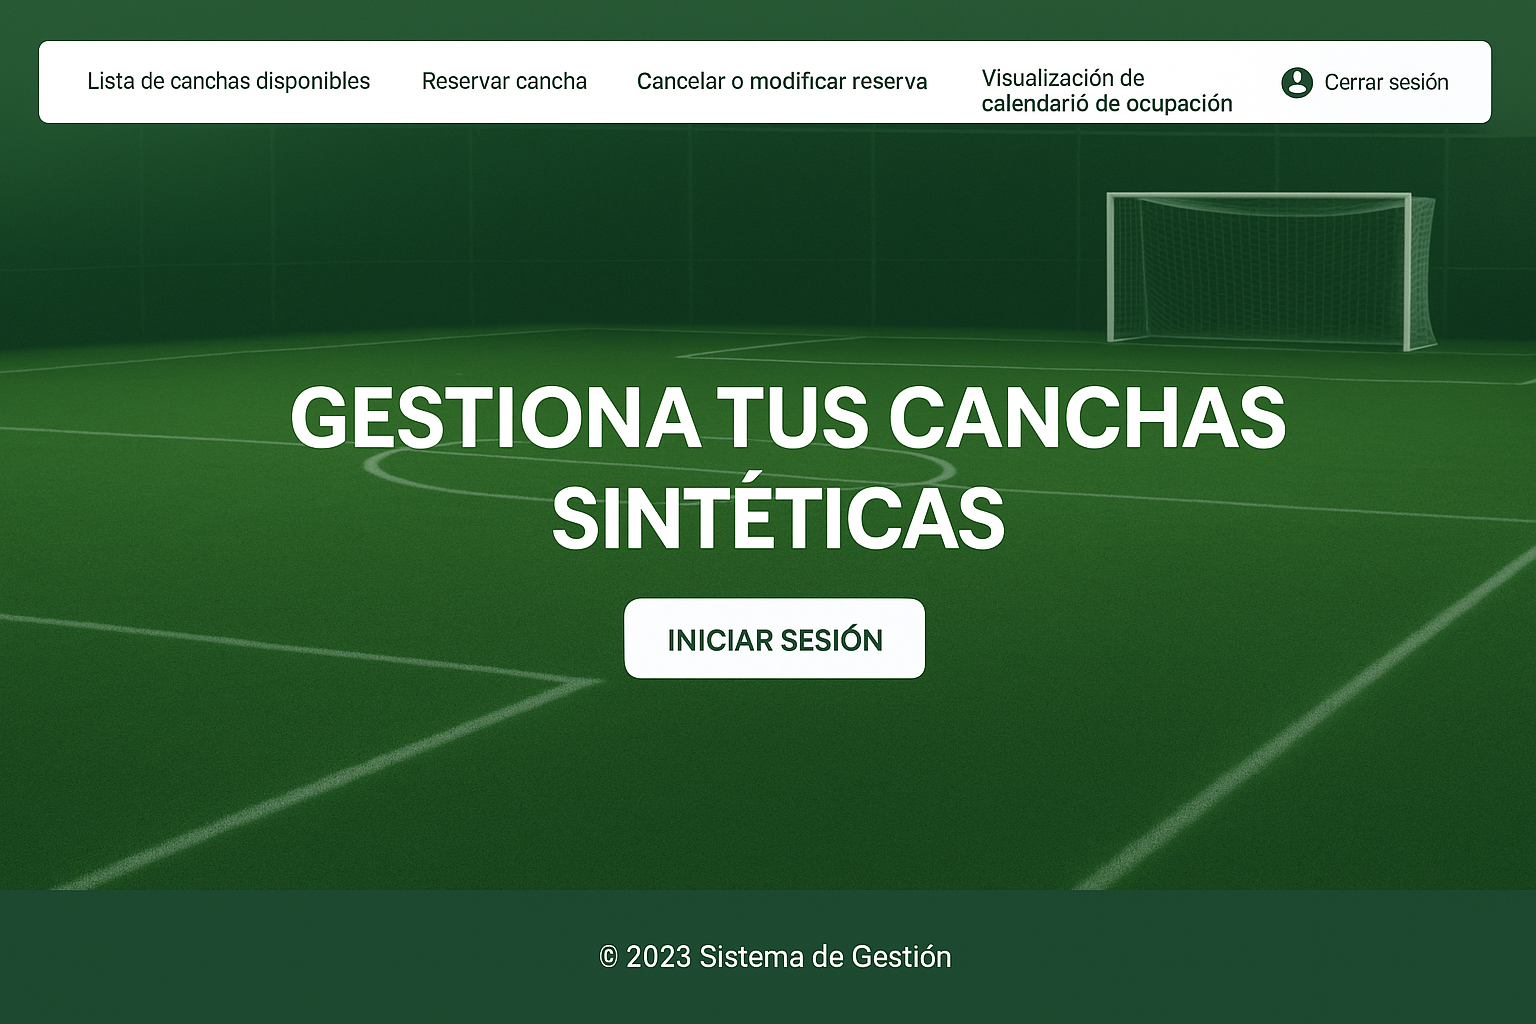 Lista de canchas disponibles
Reservar cancha
Cancelar o modificar reserva
Visualización de
calendarió de ocupación
Cerrar sesión
GESTIONA TUS CANCHAS
SINTÉTICAS
INICIAR SESIÓN
© 2023 Sistema de Gestión